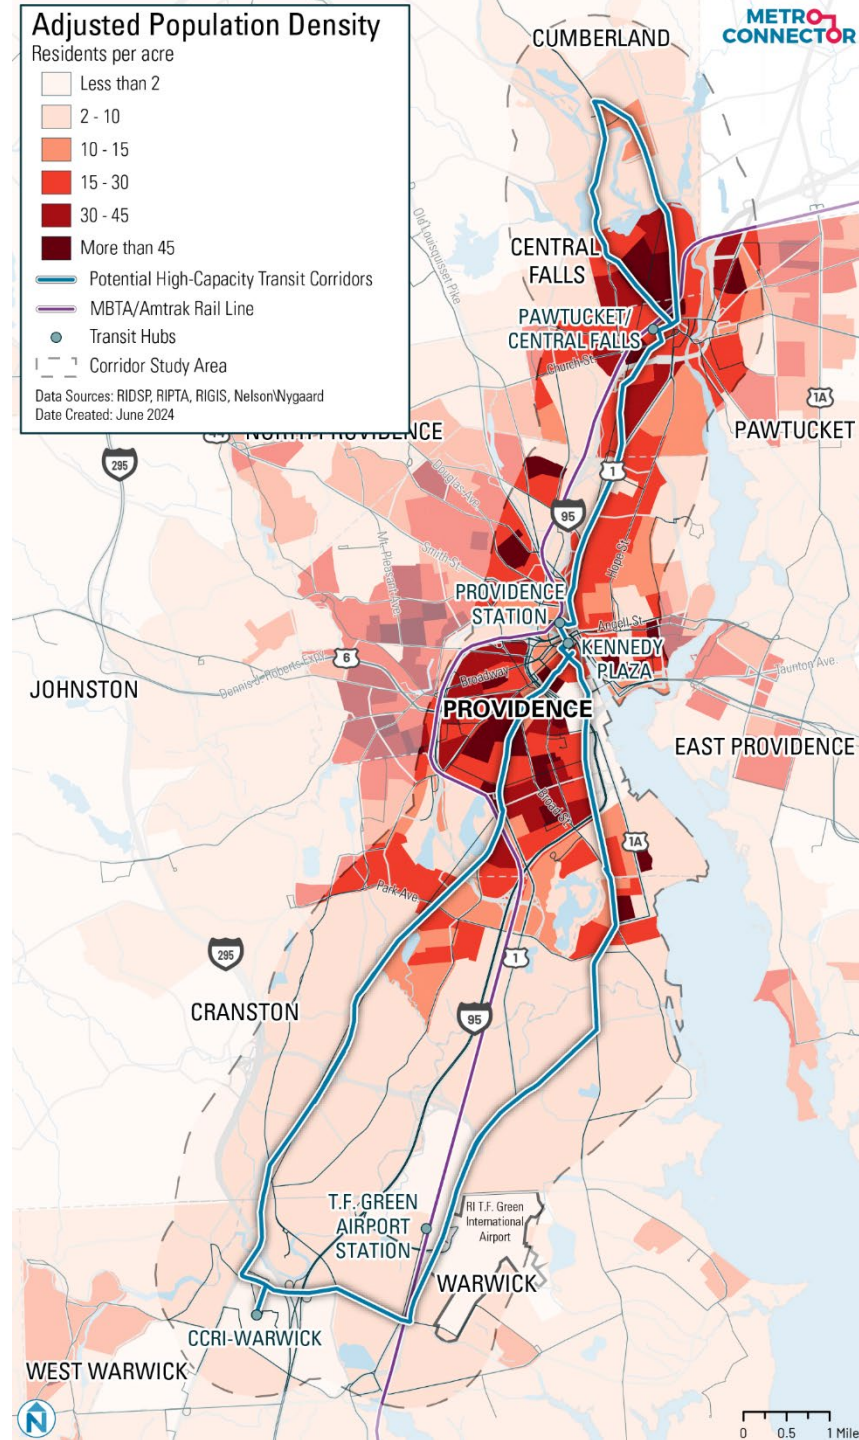 Adjusted Population Density
Residents per acre
Less than 2
2 - 10
10 - 15
15 - 30
30 - 45
More than 45
Potential High-Capacity Transit Corridors
MBTA/Amtrak Rail Line
Transit Hubs
Corridor Study Area
Data Sources: RIDSP, RIPTA, RIGIS, Nelson\Nygaard
Date Created: June 2024
METRO
CONNECTOR
CUMBERLAND
Old Louisquisset Pike
CENTRAL
FALLS
PAWTUCKET/
CENTRAL FALLS
Church St.
1A
PAWTUCKET
NORTH PROVIDENCE
295
1
Douglas Ave.
95
Mt. Pleasant Ave.
Smith St.
Hope St.
PROVIDENCE
STATION
Angell St.
KENNEDY
PLAZA
6
Dennis J. Roberts Expy.
Broadway
Taunton Ave.
JOHNSTON
PROVIDENCE
EAST PROVIDENCE
Broad St.
1A
Park Ave.
295
1
CRANSTON
95
T.F. GREEN
AIRPORT
STATION
RI T.F. Green
International
Airport
WARWICK
CCRI-WARWICK
WEST WARWICK
N
0 0.5 1 Mile